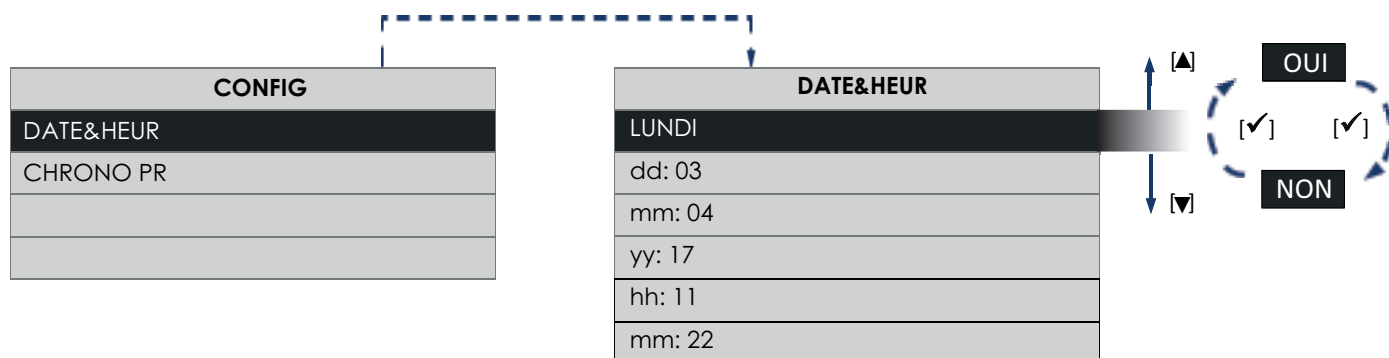 CONFIG
DATE&HEUR
CHRONO PR
DATE&HEUR
LUNDI
dd: 03
mm: 04
yy: 17
hh: 11
mm: 22
[▲]
[▼]
OUI
[✔] [✔]
NON